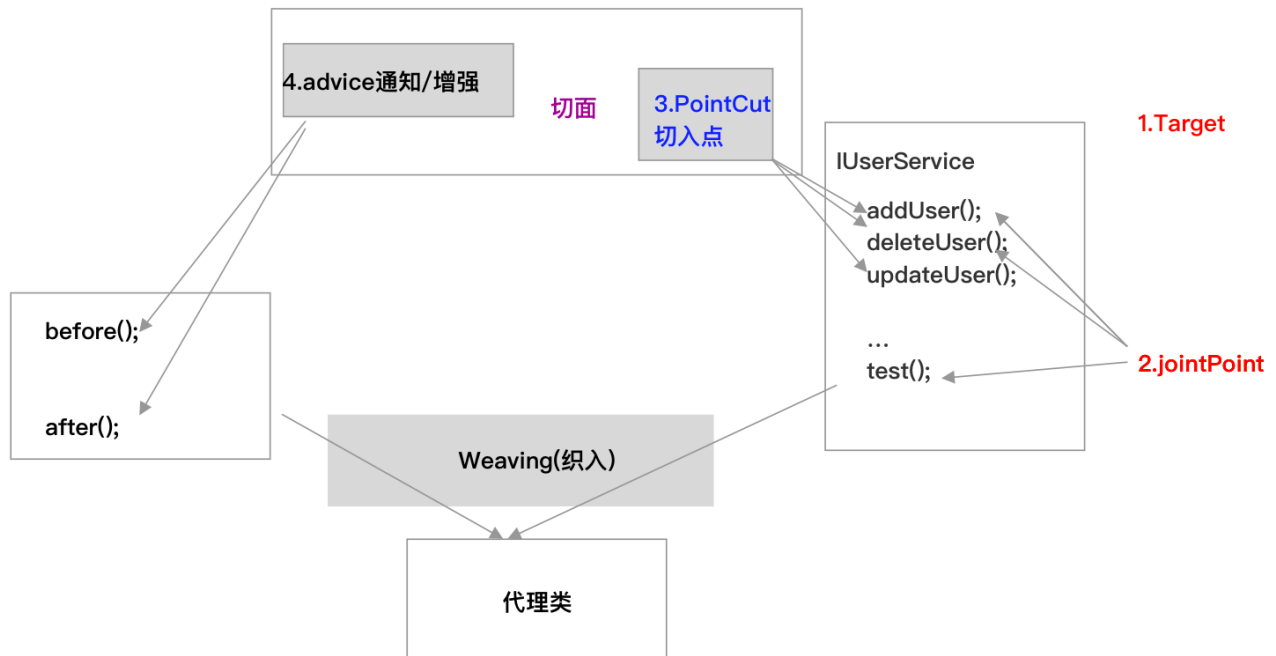 4.advice通知/增强
切面
3.PointCut
切入点
1.Target
IUserService
addUser();
deleteUser();
updateUser();
...
test();
2.jointPoint
before();
after();
Weaving(织入)
代理类